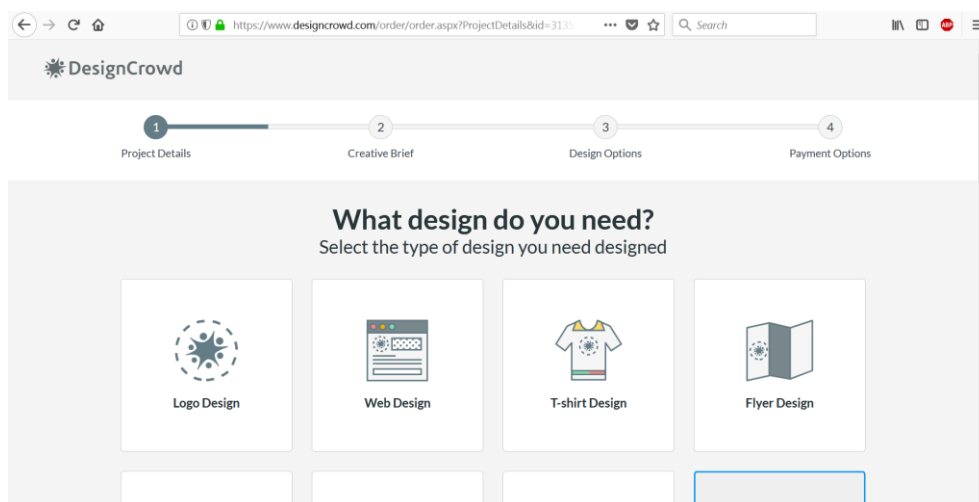 https://www.designcrowd.com/order/order.aspx?ProjectDetails&id=3135
Search
ABP
DesignCrowd
1
2
3
4
Project Details
Creative Brief
Design Options
Payment Options
What design do you need?
Select the type of design you need designed
Logo Design
Web Design
T-shirt Design
Flyer Design